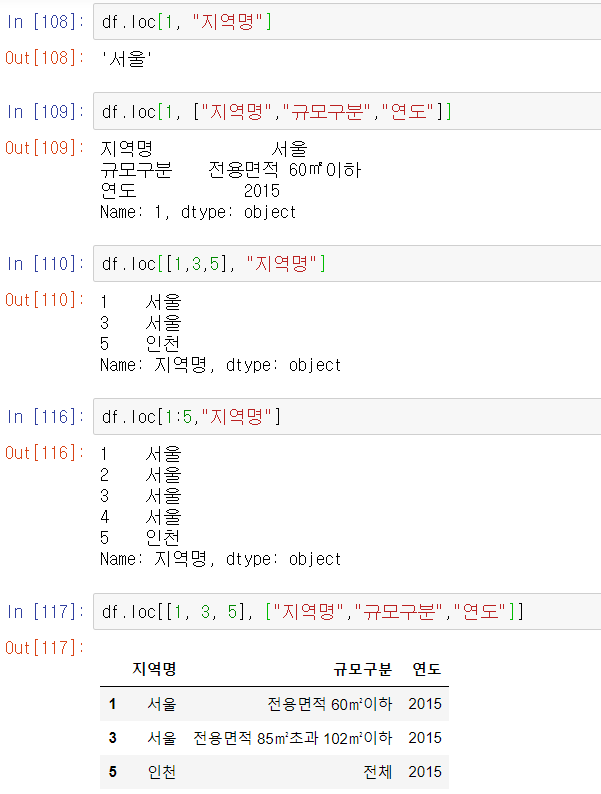 In [108]: df.loc[1, "지역명"]
Out[108]: '서울'
In [109]: df.loc[1, ["지역명","규모구분","연도"]]
Out[109]: 지역명 서울
규모구분 전용면적 60㎡이하
연도 2015
Name: 1, dtype: object
In [110]: df.loc[[1,3,5], "지역명"]
Out[110]: 1 서울
3 서울
5 인천
Name: 지역명, dtype: object
In [116]: df.loc[1:5,"지역명"]
Out[116]: 1 서울
2 서울
3 서울
4 서울
5 인천
Name: 지역명, dtype: object
In [117]: df.loc[[1, 3, 5], ["지역명","규모구분","연도"]]
Out[117]:
지역명 규모구분 연도
1 서울 전용면적 60㎡이하 2015
3 서울 전용면적 85㎡초과 102㎡이하 2015
5 인천 전체 2015